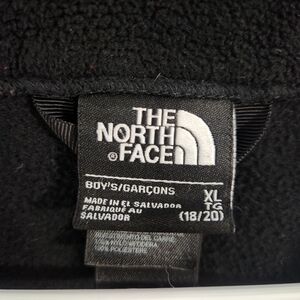 THE
NORTH
FACE
®
BOY'S/GARÇONS
MADE IN EL SALVADOR
FABRIQUÉ AU
SALVADOR
XL
TG
(18/20)